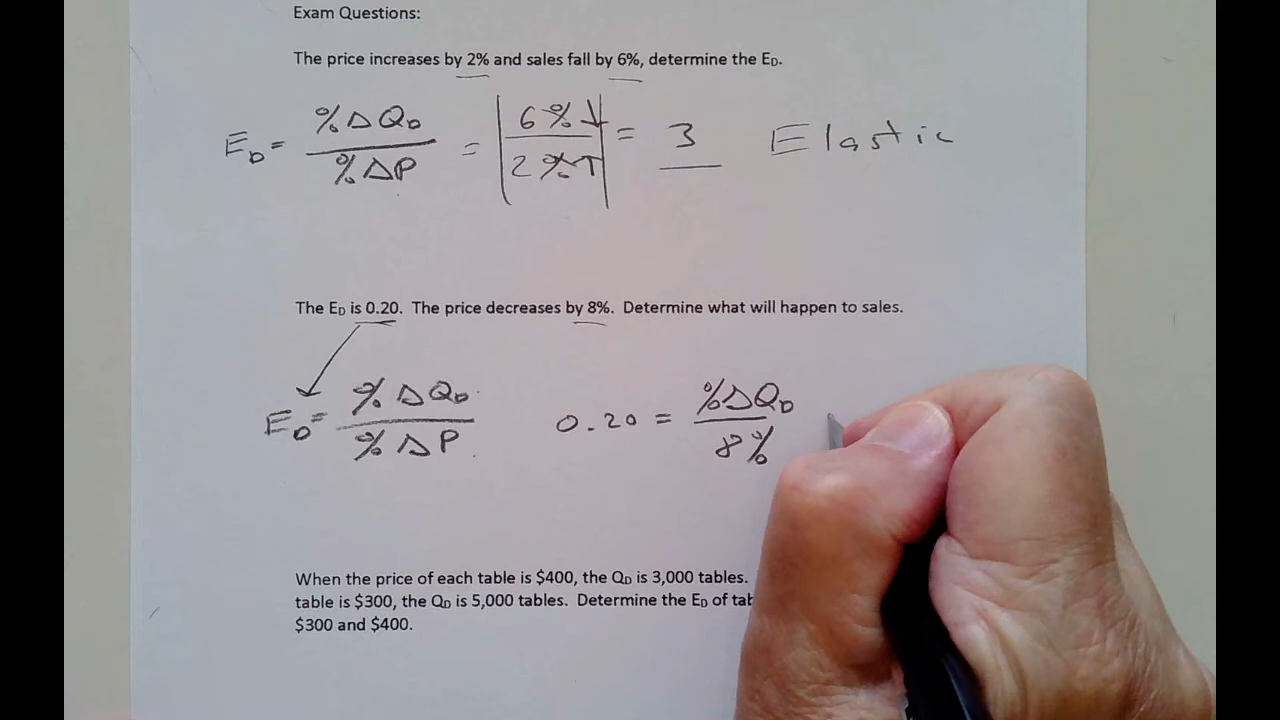 Exam Questions:
The price increases by 2% and sales fall by 6%, determine the ED.
ED = %ΔQD / %ΔP = | 6%↓ / 2%↑ | = 3 Elastic
The ED is 0.20. The price decreases by 8%. Determine what will happen to sales.
ED = %ΔQD / %ΔP 0.20 = %ΔQD / 8%
When the price of each table is $400, the QD is 3,000 tables.
table is $300, the QD is 5,000 tables. Determine the ED of
$300 and $400.